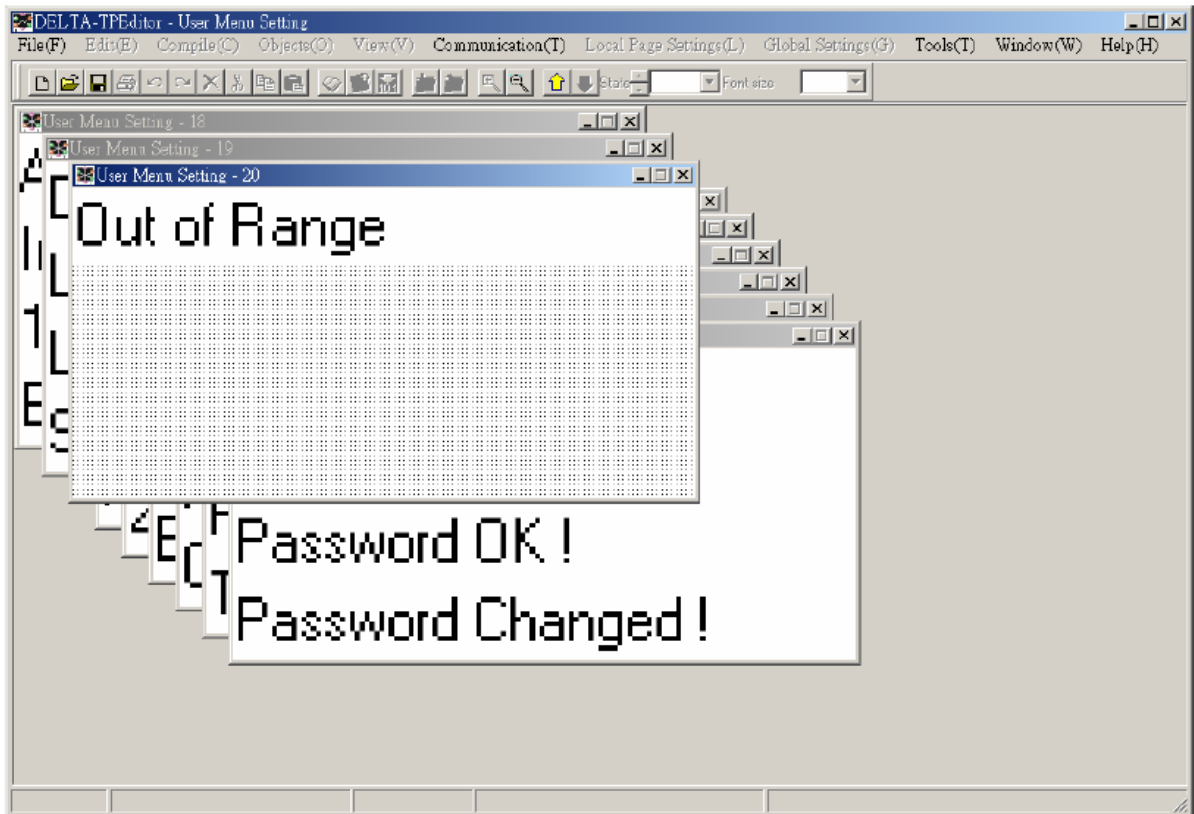 DELTA-TPEditor - User Menu Setting
File(F) Edit(E) Compile(C) Objects(O) View(V) Communication(T) Local Page Settings(L) Global Settings(G) Tools(T) Window(W) Help(H)
State Font size
User Menu Setting - 18
User Menu Setting - 19
User Menu Setting - 20
Out of Range
Password OK !
Password Changed !